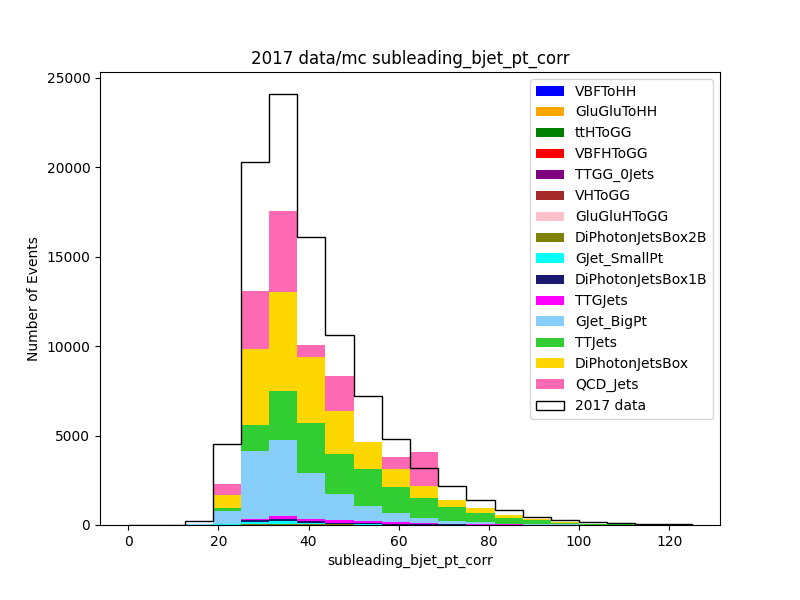 2017 data/mc subleading_bjet_pt_corr
25000
20000
15000
10000
5000
0
Number of Events
0 20 40 60 80 100 120
subleading_bjet_pt_corr
VBFToHH
GluGluToHH
ttHToGG
VBFHToGG
TTGG_0Jets
VHToGG
GluGluHToGG
DiPhotonJetsBox2B
GJet_SmallPt
DiPhotonJetsBox1B
TTGJets
GJet_BigPt
TTJets
DiPhotonJetsBox
QCD_Jets
2017 data